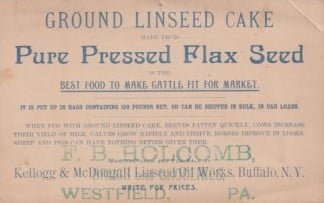 GROUND LINSEED CAKE
MADE FROM
Pure Pressed Flax Seed
IS THE
BEST FOOD TO MAKE CATTLE FIT FOR MARKET.
IT IS PUT UP IN BAGS CONTAINING 100 POUNDS NET, OR CAN BE SHIPPED IN BULK, IN CAR LOADS.
WHEN FED WITH GROUND LINSEED CAKE, BEEVES FATTEN QUICKLY, COWS INCREASE
THEIR YIELD OF MILK, CALVES GROW RAPIDLY AND THRIVE, HORSES IMPROVE IN LOOKS
SHEEP AND PIGS CAN HAVE NOTHING BETTER GIVEN THEM.
F. B. HOLCOMB,
MANUFACTURED
Kellogg & McDougall Linseed Oil Works, Buffalo, N. Y.
WRITE FOR PRICES.
WESTFIELD, PA.